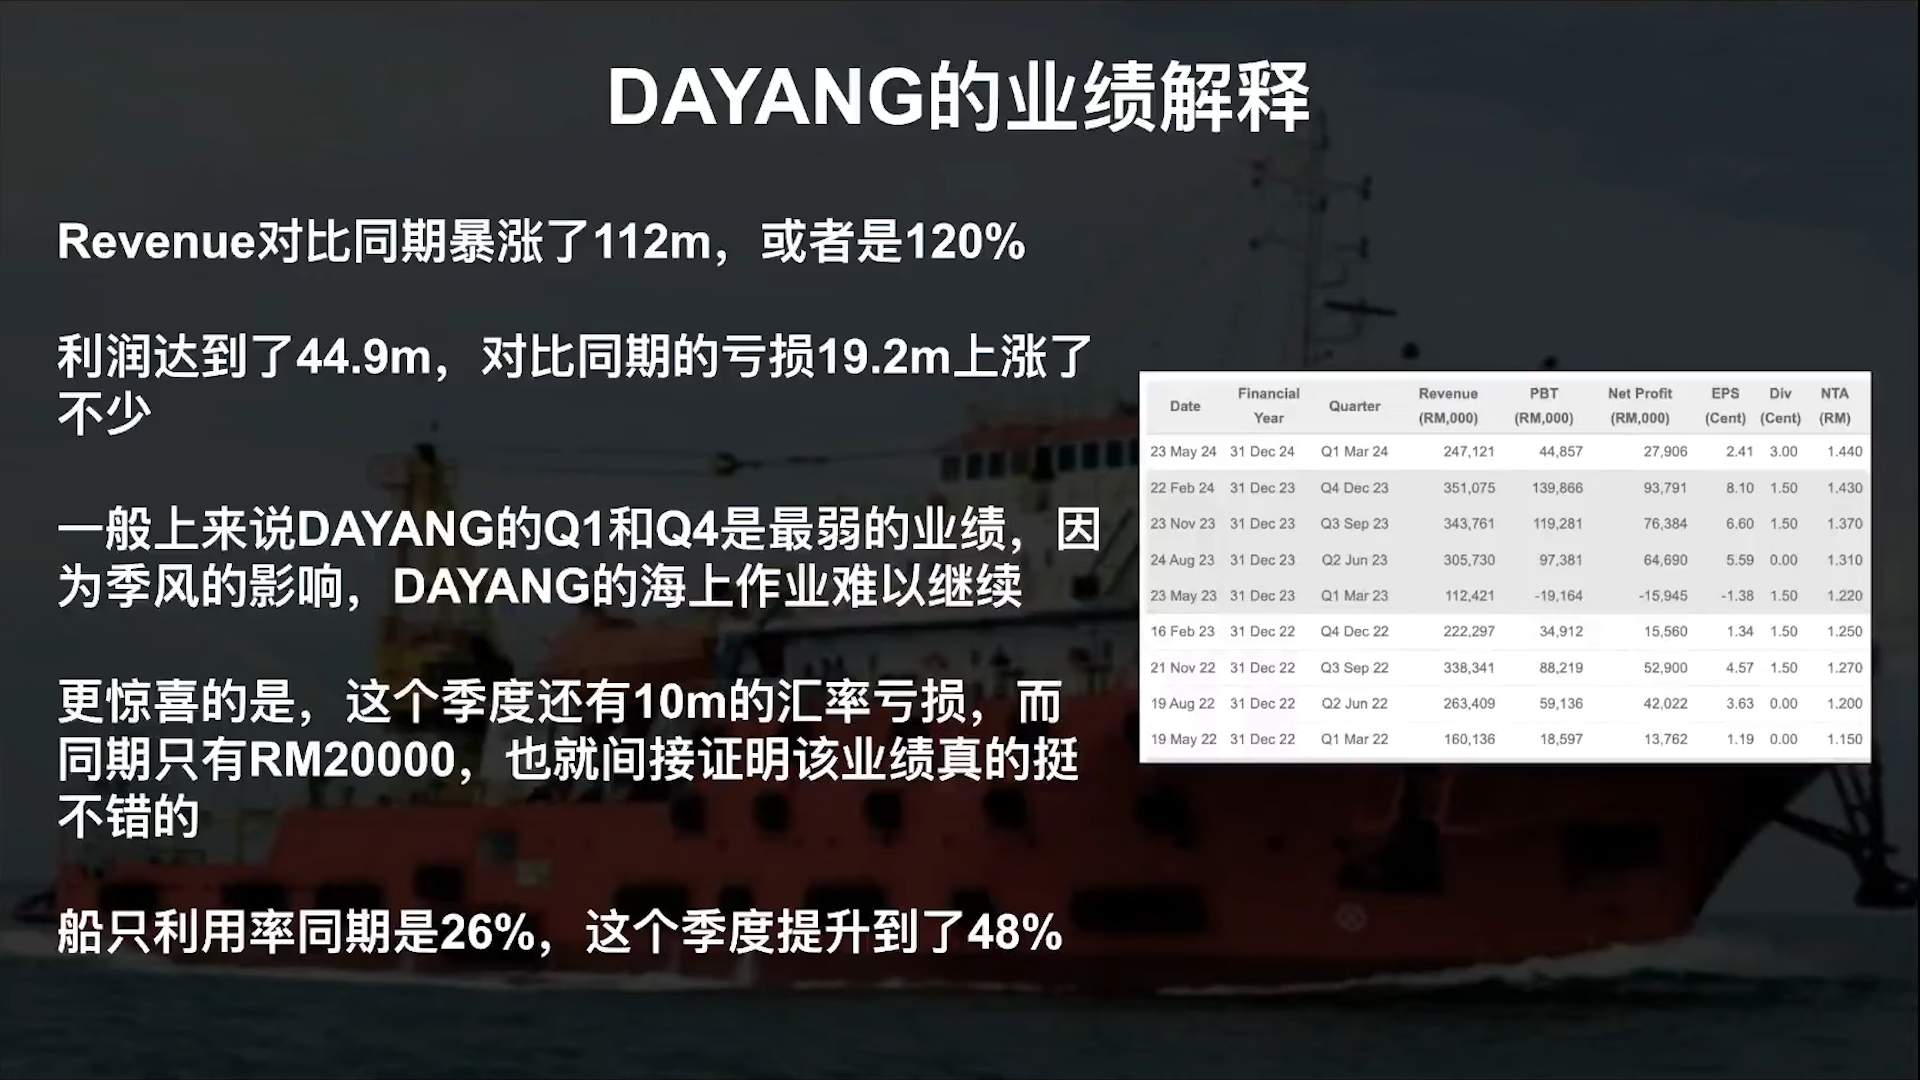 DAYANG的业绩解释
Revenue对比同期暴涨了112m，或者是120%
利润达到了44.9m，对比同期的亏损19.2m上涨了
不少
一般上来说DAYANG的Q1和Q4是最弱的业绩，因
为季风的影响，DAYANG的海上作业难以继续
更惊喜的是，这个季度还有10m的汇率亏损，而
同期只有RM20000，也就间接证明该业绩真的挺
不错的
船只利用率同期是26%，这个季度提升到了48%
Date Financial Year Quarter Revenue (RM,000) PBT (RM,000) Net Profit (RM,000) EPS (Cent) Div (Cent) NTA (RM)
23 May 24 31 Dec 24 Q1 Mar 24 247,121 44,857 27,906 2.41 3.00 1.440
22 Feb 24 31 Dec 23 Q4 Dec 23 351,075 139,866 93,791 8.10 1.50 1.430
23 Nov 23 31 Dec 23 Q3 Sep 23 343,761 119,281 76,384 6.60 1.50 1.370
24 Aug 23 31 Dec 23 Q2 Jun 23 305,730 97,381 64,690 5.59 0.00 1.310
23 May 23 31 Dec 23 Q1 Mar 23 112,421 -19,164 -15,945 -1.38 1.50 1.220
16 Feb 23 31 Dec 22 Q4 Dec 22 222,297 34,912 15,560 1.34 1.50 1.250
21 Nov 22 31 Dec 22 Q3 Sep 22 338,341 88,219 52,900 4.57 1.50 1.270
19 Aug 22 31 Dec 22 Q2 Jun 22 263,409 59,136 42,022 3.63 0.00 1.200
19 May 22 31 Dec 22 Q1 Mar 22 160,136 18,597 13,762 1.19 0.00 1.150